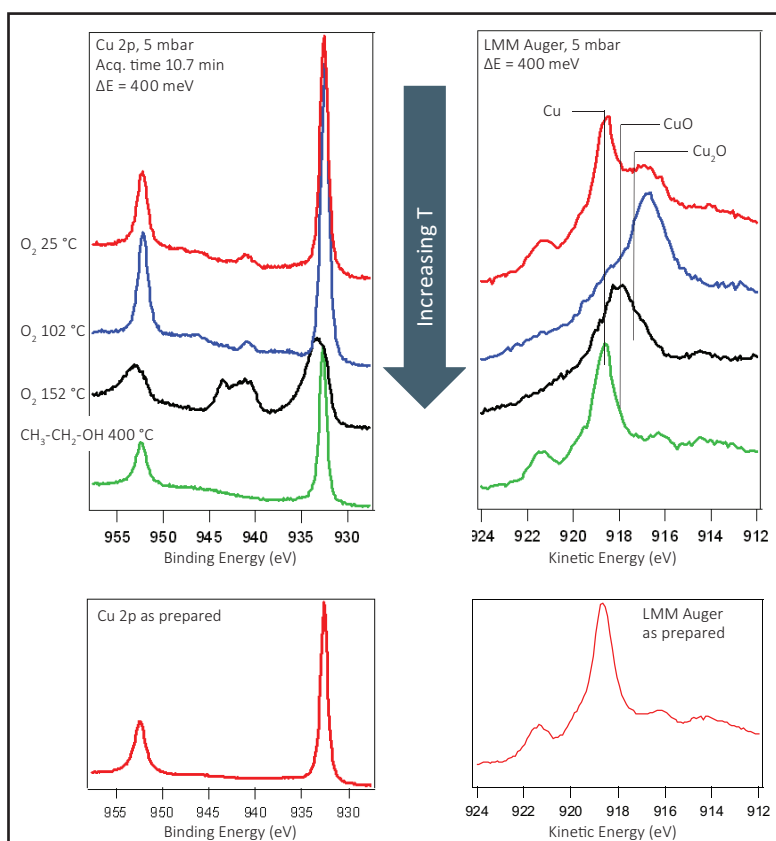 Cu 2p, 5 mbar
Acq. time 10.7 min
ΔE = 400 meV
O₂ 25 °C
O₂ 102 °C
O₂ 152 °C
CH₃-CH₂-OH 400 °C
955 950 945 940 935 930
Binding Energy (eV)
Increasing T
LMM Auger, 5 mbar
ΔE = 400 meV
Cu
CuO
Cu₂O
924 922 920 918 916 914 912
Kinetic Energy (eV)
Cu 2p as prepared
955 950 945 940 935 930
Binding Energy (eV)
LMM Auger
as prepared
924 922 920 918 916 914 912
Kinetic Energy (eV)